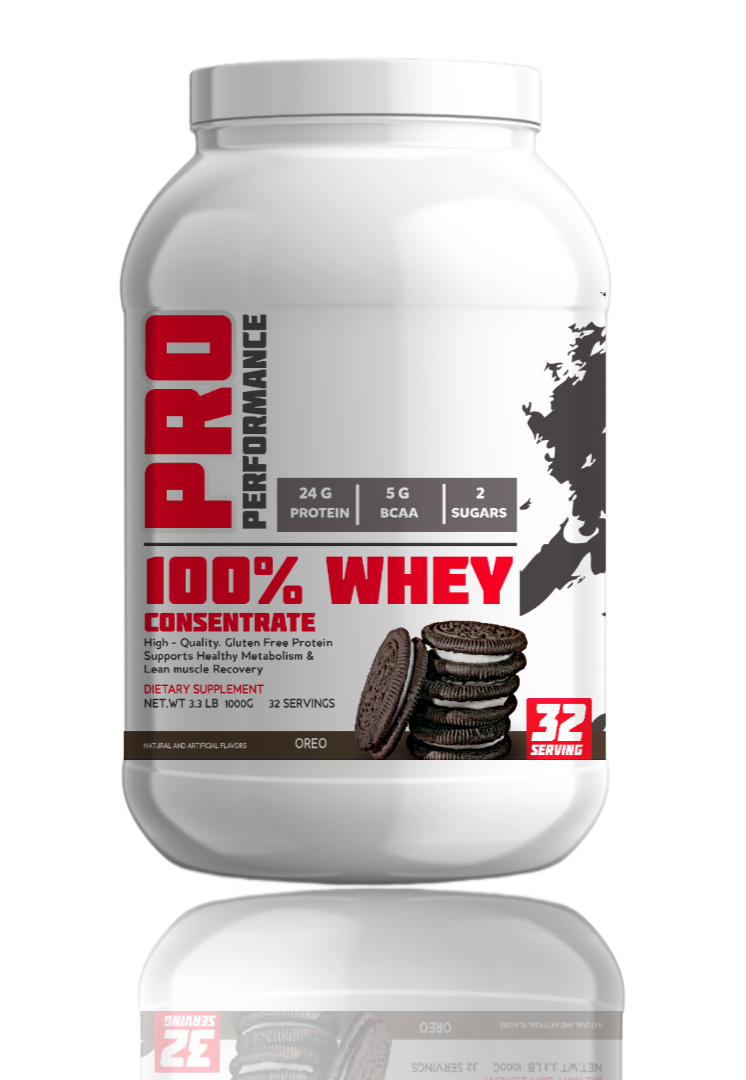 PRO
PERFORMANCE
24 G PROTEIN
5 G BCAA
2 SUGARS
100% WHEY
CONSENTRATE
High - Quality. Gluten Free Protein
Supports Healthy Metabolism &
Lean muscle Recovery
DIETARY SUPPLEMENT
NET.WT 3.3 LB 1000G 32 SERVINGS
NATURAL AND ARTIFICIAL FLAVORS
OREO
32
SERVING